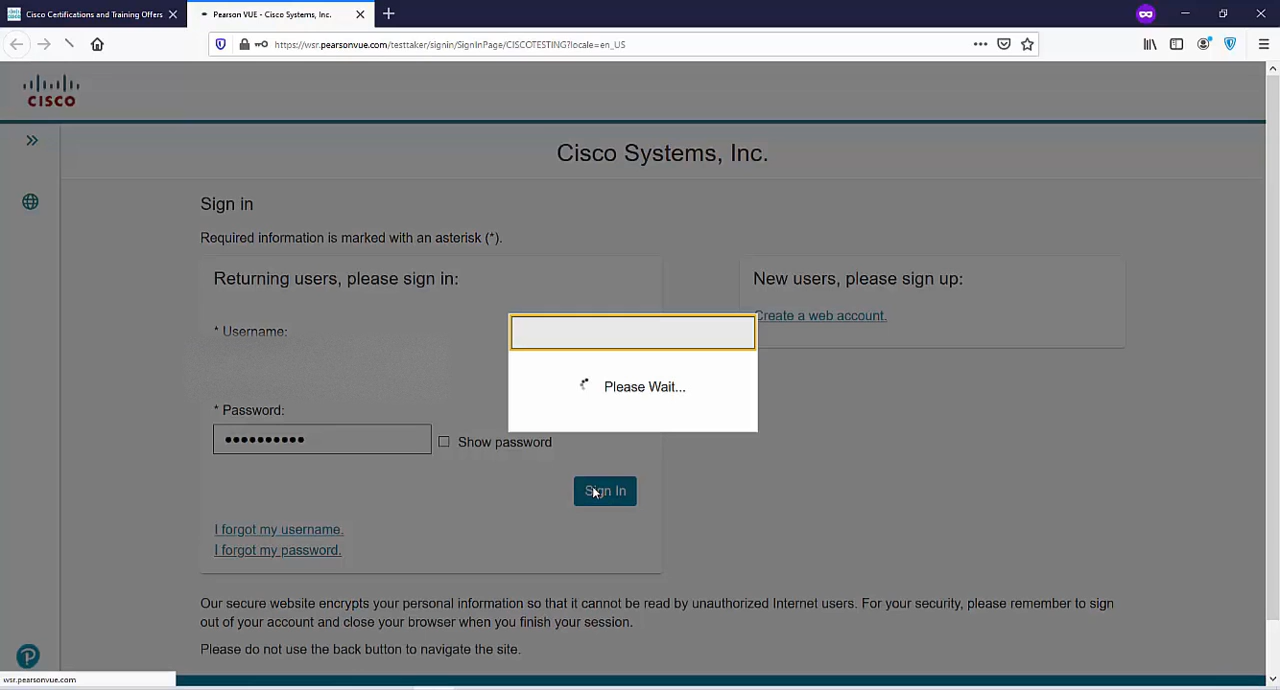 Cisco Certifications and Training Offers
Pearson VUE - Cisco Systems, Inc.
https://wsr.pearsonvue.com/testtaker/signin/SignInPage/CISCOTESTING?locale=en_US
CISCO
Cisco Systems, Inc.
Sign in
Required information is marked with an asterisk (*).
Returning users, please sign in:
New users, please sign up:
Create a web account.
* Username:
Please Wait...
* Password:
Show password
Sign In
I forgot my username.
I forgot my password.
Our secure website encrypts your personal information so that it cannot be read by unauthorized Internet users. For your security, please remember to sign
out of your account and close your browser when you finish your session.
Please do not use the back button to navigate the site.
wsr.pearsonvue.com